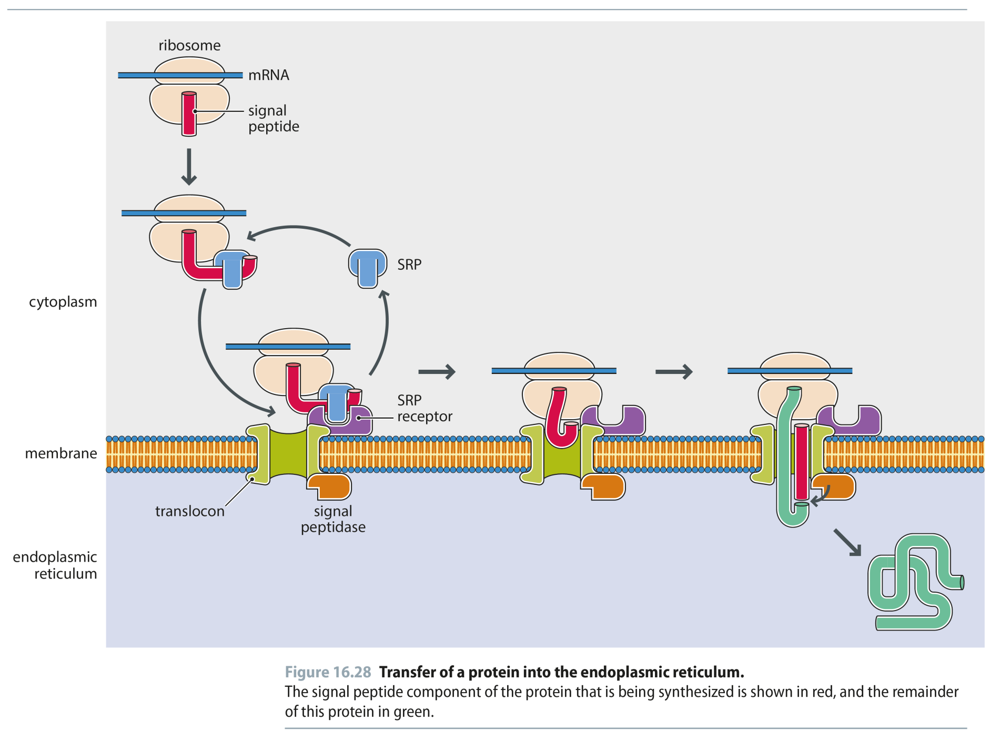 ribosome
mRNA
signal
peptide
SRP
cytoplasm
SRP
receptor
membrane
translocon
signal
peptidase
endoplasmic
reticulum
Figure 16.28 Transfer of a protein into the endoplasmic reticulum.
The signal peptide component of the protein that is being synthesized is shown in red, and the remainder
of this protein in green.